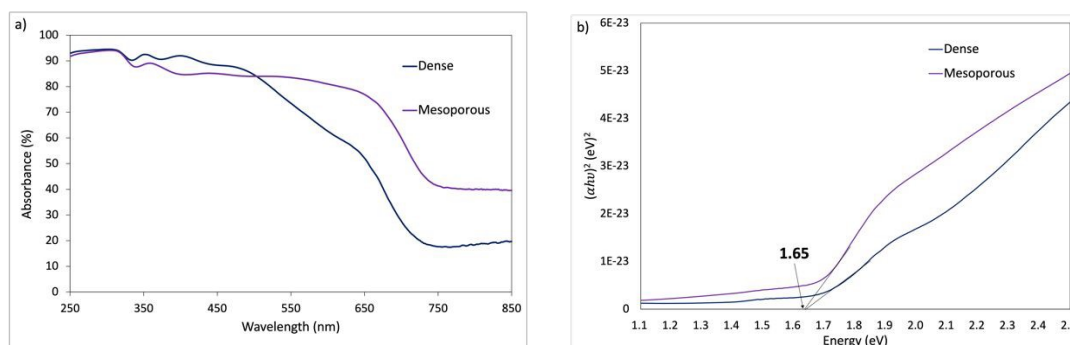 a)
100
90
80
70
60
50
40
30
20
10
0
Absorbance (%)
Dense
Mesoporous
250 350 450 550 650 750 850
Wavelength (nm)
b)
6E-23
5E-23
4E-23
3E-23
2E-23
1E-23
0
(αhυ)² (eV)²
Dense
Mesoporous
1.65
1.1 1.2 1.3 1.4 1.5 1.6 1.7 1.8 1.9 2.0 2.1 2.2 2.3 2.4
Energy (eV)